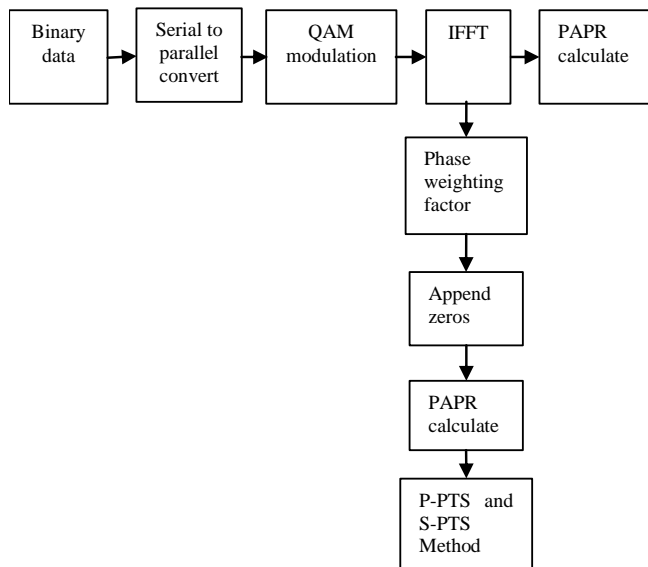 Binary
data
Serial to
parallel
convert
QAM
modulation
IFFT
PAPR
calculate
Phase
weighting
factor
Append
zeros
PAPR
calculate
P-PTS and
S-PTS
Method